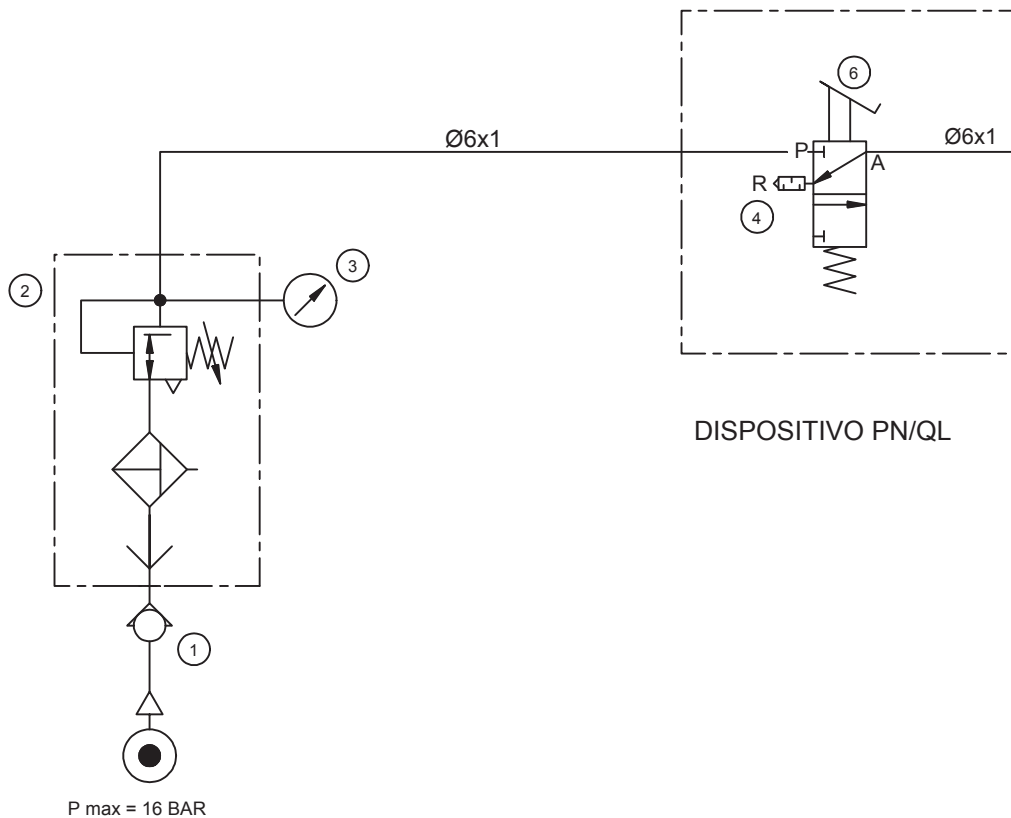 6
Ø6x1
Ø6x1
P
A
R
4
3
2
DISPOSITIVO PN/QL
1
P max = 16 BAR